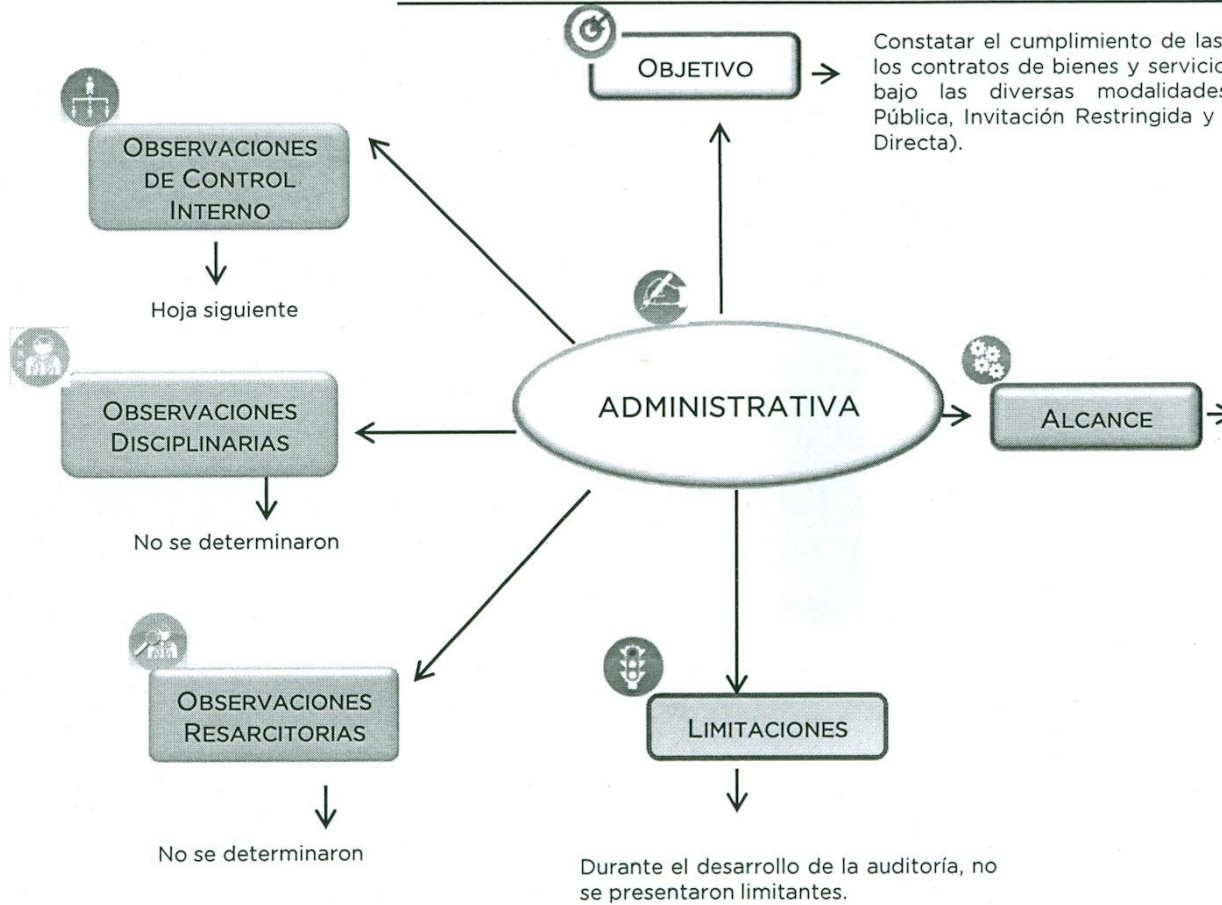 OBJETIVO
Constatar el cumplimiento de las
los contratos de bienes y servicio
bajo las diversas modalidades
Pública, Invitación Restringida y
Directa).
OBSERVACIONES
DE CONTROL
INTERNO
Hoja siguiente
ADMINISTRATIVA
ALCANCE
OBSERVACIONES
DISCIPLINARIAS
No se determinaron
OBSERVACIONES
RESARCITORIAS
No se determinaron
LIMITACIONES
Durante el desarrollo de la auditoría, no
se presentaron limitantes.